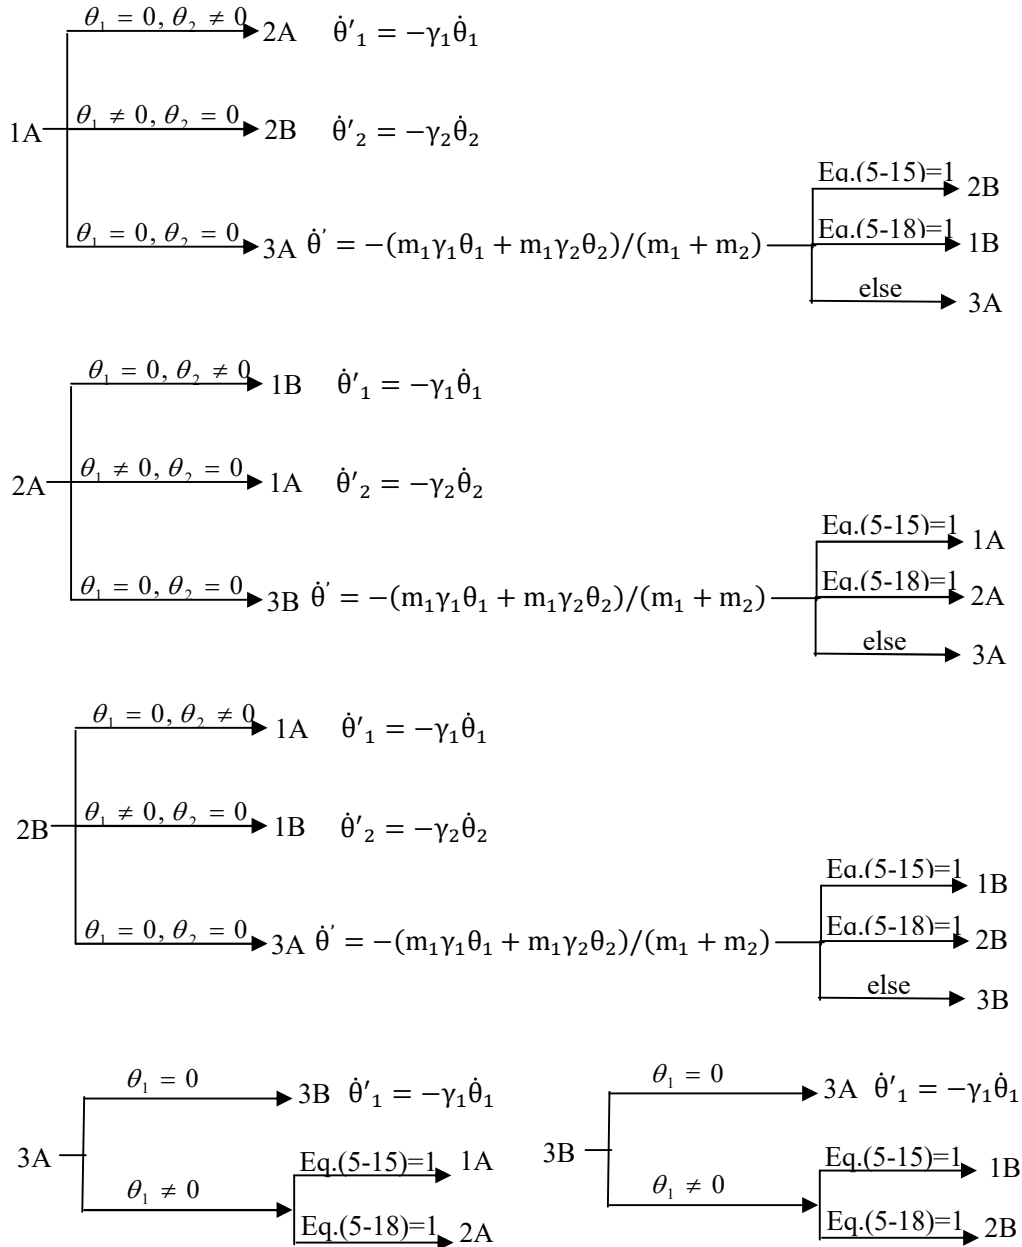 θ₁ = 0, θ₂ ≠ 0 2A θ̇′₁ = −γ₁θ̇₁
1A θ₁ ≠ 0, θ₂ = 0 2B θ̇′₂ = −γ₂θ̇₂
Eq.(5-15)=1 2B
θ₁ = 0, θ₂ = 0 3A θ̇′ = −(m₁γ₁θ₁ + m₁γ₂θ₂)/(m₁ + m₂) Eq.(5-18)=1 1B
else 3A
θ₁ = 0, θ₂ ≠ 0 1B θ̇′₁ = −γ₁θ̇₁
2A θ₁ ≠ 0, θ₂ = 0 1A θ̇′₂ = −γ₂θ̇₂
Eq.(5-15)=1 1A
θ₁ = 0, θ₂ = 0 3B θ̇′ = −(m₁γ₁θ₁ + m₁γ₂θ₂)/(m₁ + m₂) Eq.(5-18)=1 2A
else 3A
θ₁ = 0, θ₂ ≠ 0 1A θ̇′₁ = −γ₁θ̇₁
2B θ₁ ≠ 0, θ₂ = 0 1B θ̇′₂ = −γ₂θ̇₂
Eq.(5-15)=1 1B
θ₁ = 0, θ₂ = 0 3A θ̇′ = −(m₁γ₁θ₁ + m₁γ₂θ₂)/(m₁ + m₂) Eq.(5-18)=1 2B
else 3B
θ₁ = 0 3B θ̇′₁ = −γ₁θ̇₁
3A Eq.(5-15)=1 1A
θ₁ ≠ 0
Eq.(5-18)=1 2A
θ₁ = 0 3A θ̇′₁ = −γ₁θ̇₁
3B Eq.(5-15)=1 1B
θ₁ ≠ 0
Eq.(5-18)=1 2B